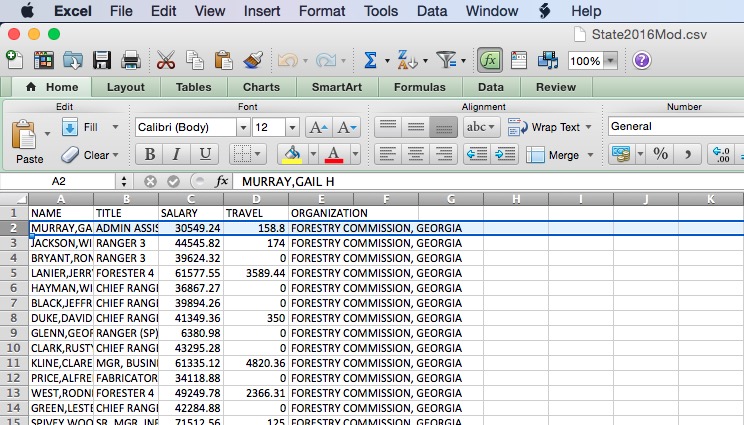 Excel File Edit View Insert Format Tools Data Window Help
State2016Mod.csv
100%
Home Layout Tables Charts SmartArt Formulas Data Review
Edit Font Alignment Number
Fill Calibri (Body) 12 A A abc Wrap Text General
Paste Clear B I U A Merge % .0 .00
A2 fx MURRAY,GAIL H
A B C D E F G H I J K
1 NAME TITLE SALARY TRAVEL ORGANIZATION
2 MURRAY,GA ADMIN ASSIS 30549.24 158.8 FORESTRY COMMISSION, GEORGIA
3 JACKSON,WI RANGER 3 44545.82 174 FORESTRY COMMISSION, GEORGIA
4 BRYANT,RON RANGER 3 39624.32 0 FORESTRY COMMISSION, GEORGIA
5 LANIER,JERRY FORESTER 4 61577.55 3589.44 FORESTRY COMMISSION, GEORGIA
6 HAYMAN,WI CHIEF RANGE 36867.27 0 FORESTRY COMMISSION, GEORGIA
7 BLACK,JEFFR CHIEF RANGE 39894.26 0 FORESTRY COMMISSION, GEORGIA
8 DUKE,DAVID CHIEF RANGE 41349.36 350 FORESTRY COMMISSION, GEORGIA
9 GLENN,GEOR RANGER (SP) 6380.98 0 FORESTRY COMMISSION, GEORGIA
10 CLARK,RUSTY CHIEF RANGE 43295.28 0 FORESTRY COMMISSION, GEORGIA
11 KLINE,CLARE MGR, BUSINE 61335.12 4820.36 FORESTRY COMMISSION, GEORGIA
12 PRICE,ALFRE FABRICATOR 34118.88 0 FORESTRY COMMISSION, GEORGIA
13 WEST,RODNI FORESTER 4 49249.78 2366.31 FORESTRY COMMISSION, GEORGIA
14 GREEN,LESTE CHIEF RANGE 42284.88 0 FORESTRY COMMISSION, GEORGIA
15 SPIVEY,WOO SR. MGR, INF 71512.56 125 FORESTRY COMMISSION, GEORGIA